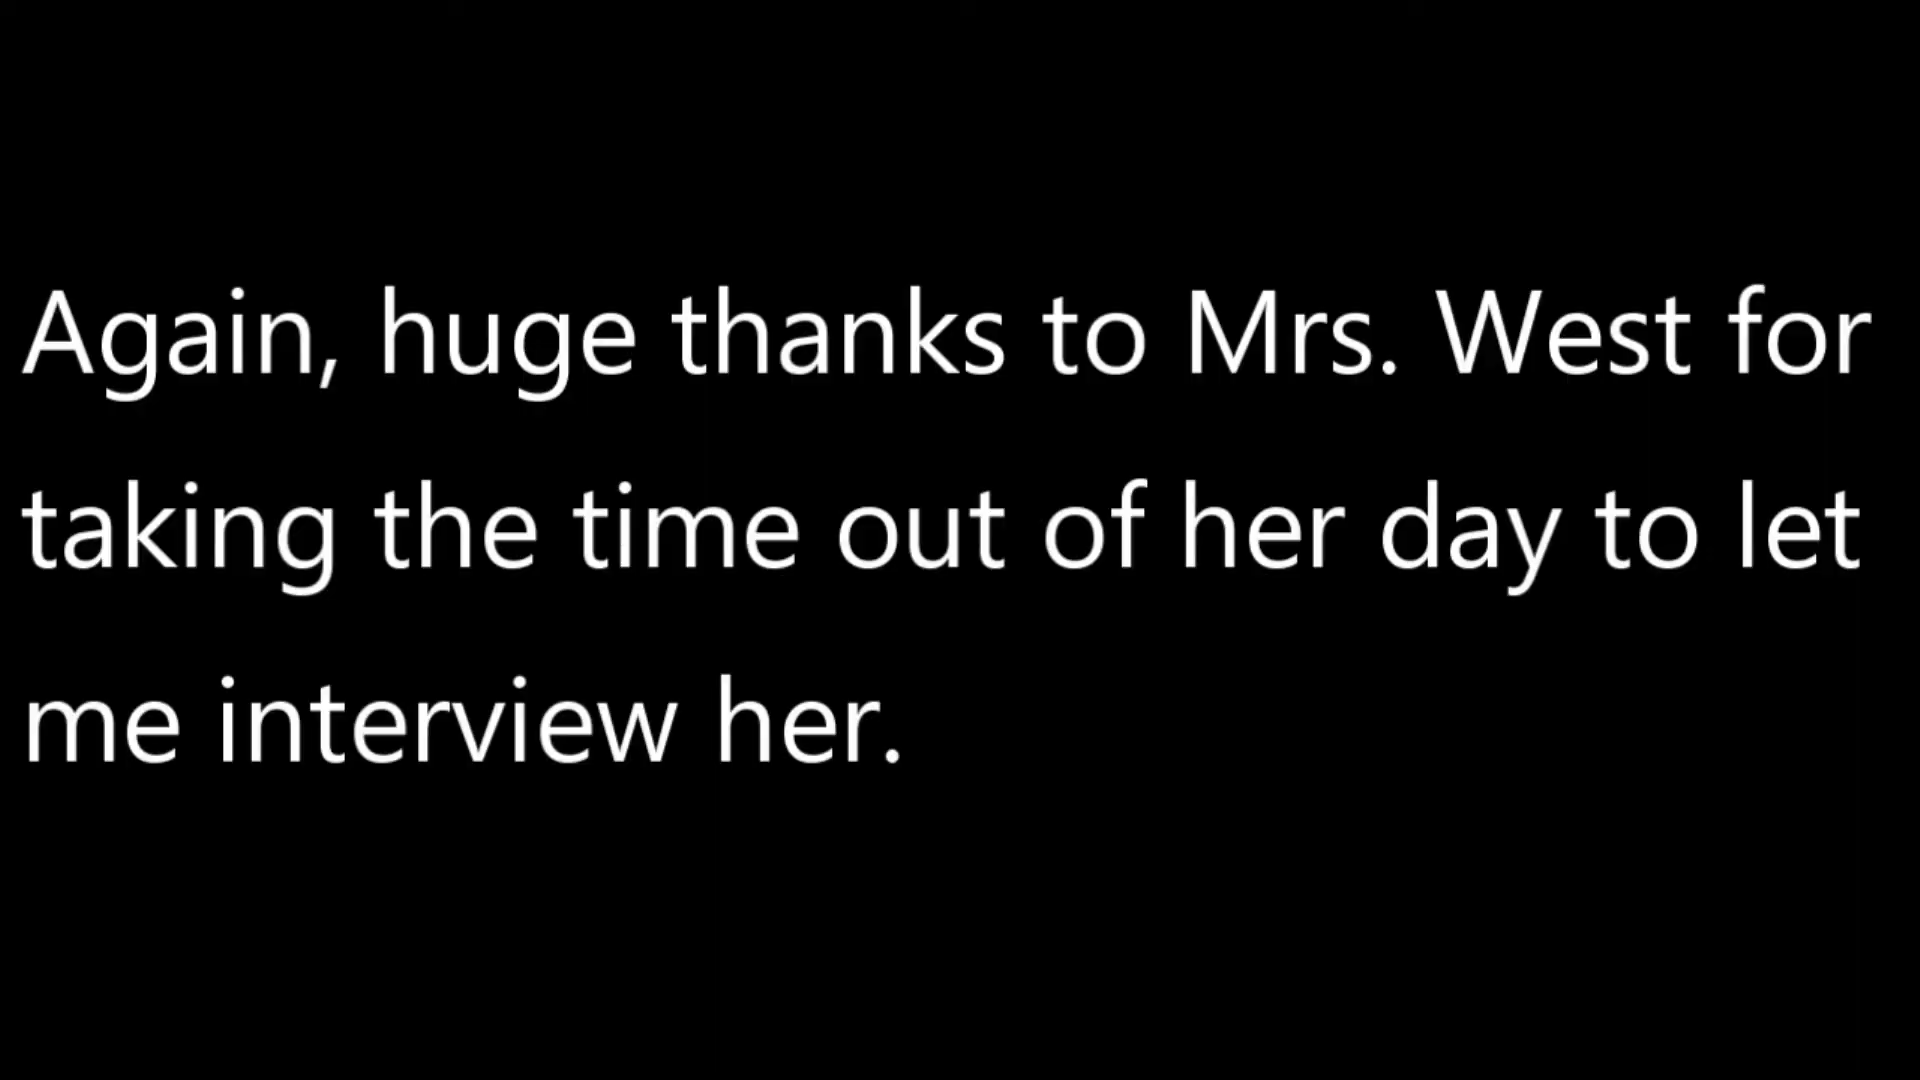 Again, huge thanks to Mrs. West for
taking the time out of her day to let
me interview her.